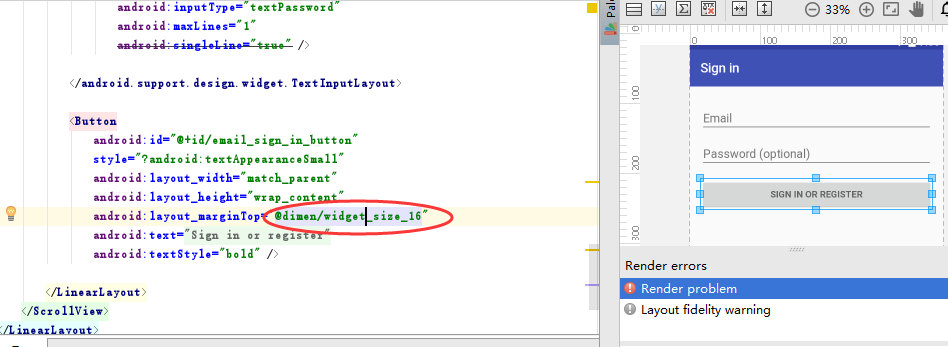 android:inputType="textPassword"
android:maxLines="1"
android:singleLine="true" />
</android.support.design.widget.TextInputLayout>
<Button
android:id="@+id/email_sign_in_button"
style="?android:textAppearanceSmall"
android:layout_width="match_parent"
android:layout_height="wrap_content"
android:layout_marginTop="@dimen/widget_size_16"
android:text="Sign in or register"
android:textStyle="bold" />
</LinearLayout>
</ScrollView>
</LinearLayout>
Pale
33%
0 100 200 300
100
200
300
Sign in
Email
Password (optional)
SIGN IN OR REGISTER
Render errors
Render problem
Layout fidelity warning